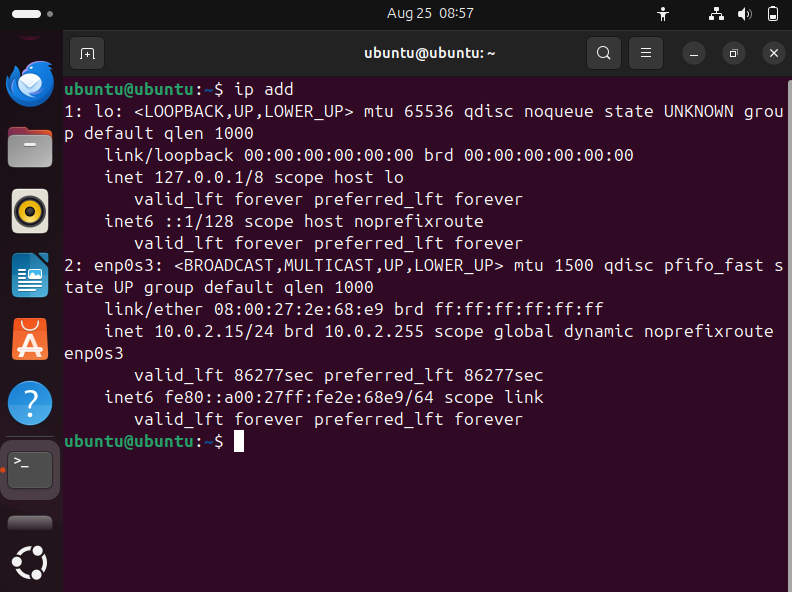 Aug 25 08:57
ubuntu@ubuntu: ~
ubuntu@ubuntu:~$ ip add
1: lo: <LOOPBACK,UP,LOWER_UP> mtu 65536 qdisc noqueue state UNKNOWN grou
p default qlen 1000
    link/loopback 00:00:00:00:00:00 brd 00:00:00:00:00:00
    inet 127.0.0.1/8 scope host lo
       valid_lft forever preferred_lft forever
    inet6 ::1/128 scope host noprefixroute
       valid_lft forever preferred_lft forever
2: enp0s3: <BROADCAST,MULTICAST,UP,LOWER_UP> mtu 1500 qdisc pfifo_fast s
tate UP group default qlen 1000
    link/ether 08:00:27:2e:68:e9 brd ff:ff:ff:ff:ff:ff
    inet 10.0.2.15/24 brd 10.0.2.255 scope global dynamic noprefixroute
enp0s3
       valid_lft 86277sec preferred_lft 86277sec
    inet6 fe80::a00:27ff:fe2e:68e9/64 scope link
       valid_lft forever preferred_lft forever
ubuntu@ubuntu:~$